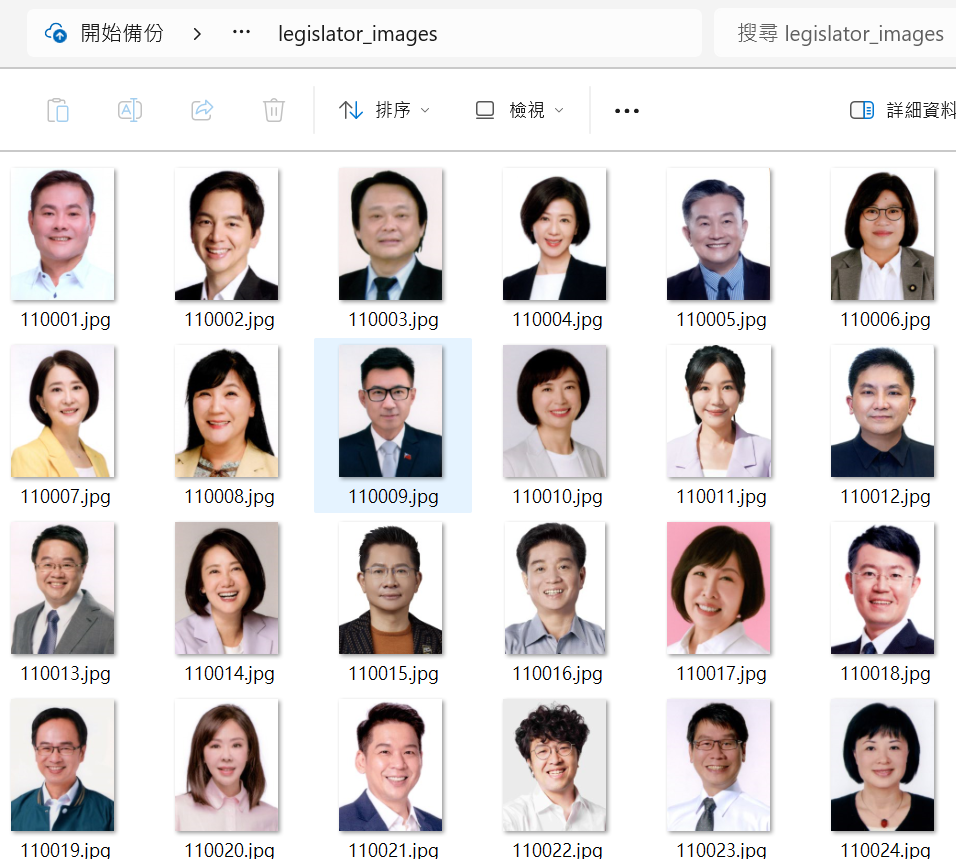 開始備份 > ... legislator_images
搜尋 legislator_images
排序 檢視 ... 詳細資料
110001.jpg 110002.jpg 110003.jpg 110004.jpg 110005.jpg 110006.jpg
110007.jpg 110008.jpg 110009.jpg 110010.jpg 110011.jpg 110012.jpg
110013.jpg 110014.jpg 110015.jpg 110016.jpg 110017.jpg 110018.jpg
110019.jpg 110020.jpg 110021.jpg 110022.jpg 110023.jpg 110024.jpg